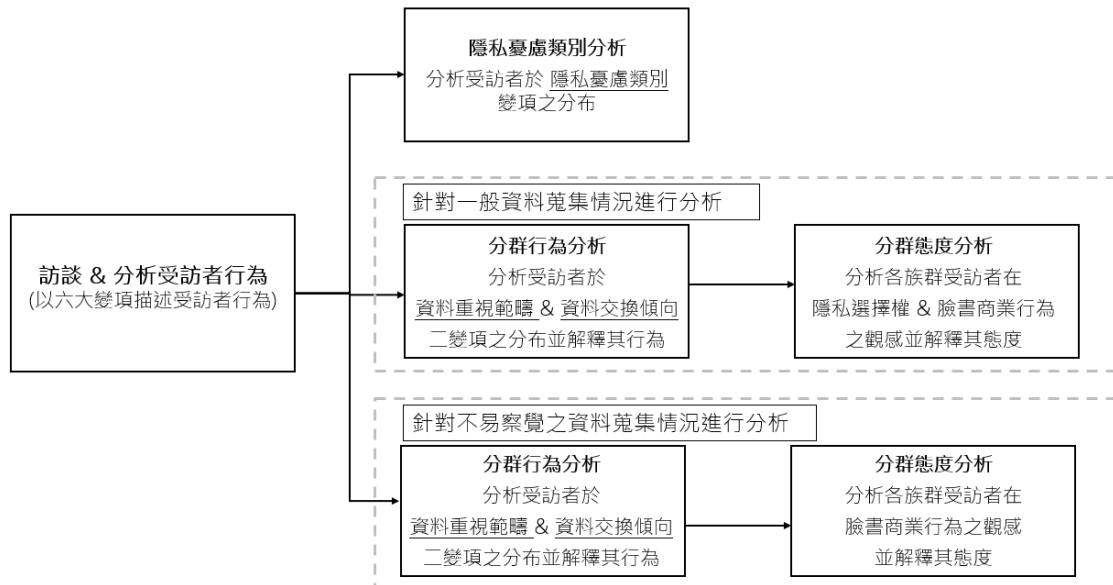 隱私憂慮類別分析
分析受訪者於 隱私憂慮類別
變項之分布
訪談 & 分析受訪者行為
(以六大變項描述受訪者行為)
針對一般資料蒐集情況進行分析
分群行為分析
分析受訪者於
資料重視範疇 & 資料交換傾向
二變項之分布並解釋其行為
分群態度分析
分析各族群受訪者在
隱私選擇權 & 臉書商業行為
之觀感並解釋其態度
針對不易察覺之資料蒐集情況進行分析
分群行為分析
分析受訪者於
資料重視範疇 & 資料交換傾向
二變項之分布並解釋其行為
分群態度分析
分析各族群受訪者在
臉書商業行為之觀感
並解釋其態度